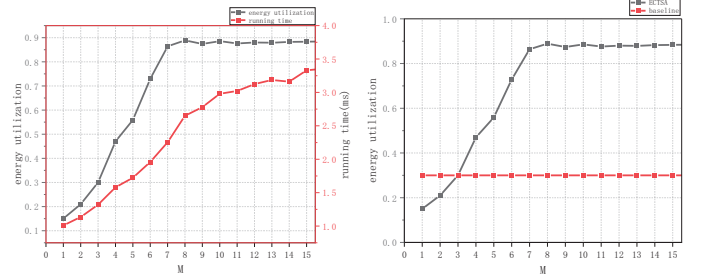 energy utilization
running time
energy utilization
0.9
0.8
0.7
0.6
0.5
0.4
0.3
0.2
0.1
4.0
3.5
3.0
2.5
2.0
1.5
1.0
running time(ms)
0 1 2 3 4 5 6 7 8 9 10 11 12 13 14 15
M
ECTSA
baseline
energy utilization
1.0
0.8
0.6
0.4
0.2
0.0
0 1 2 3 4 5 6 7 8 9 10 11 12 13 14 15
M